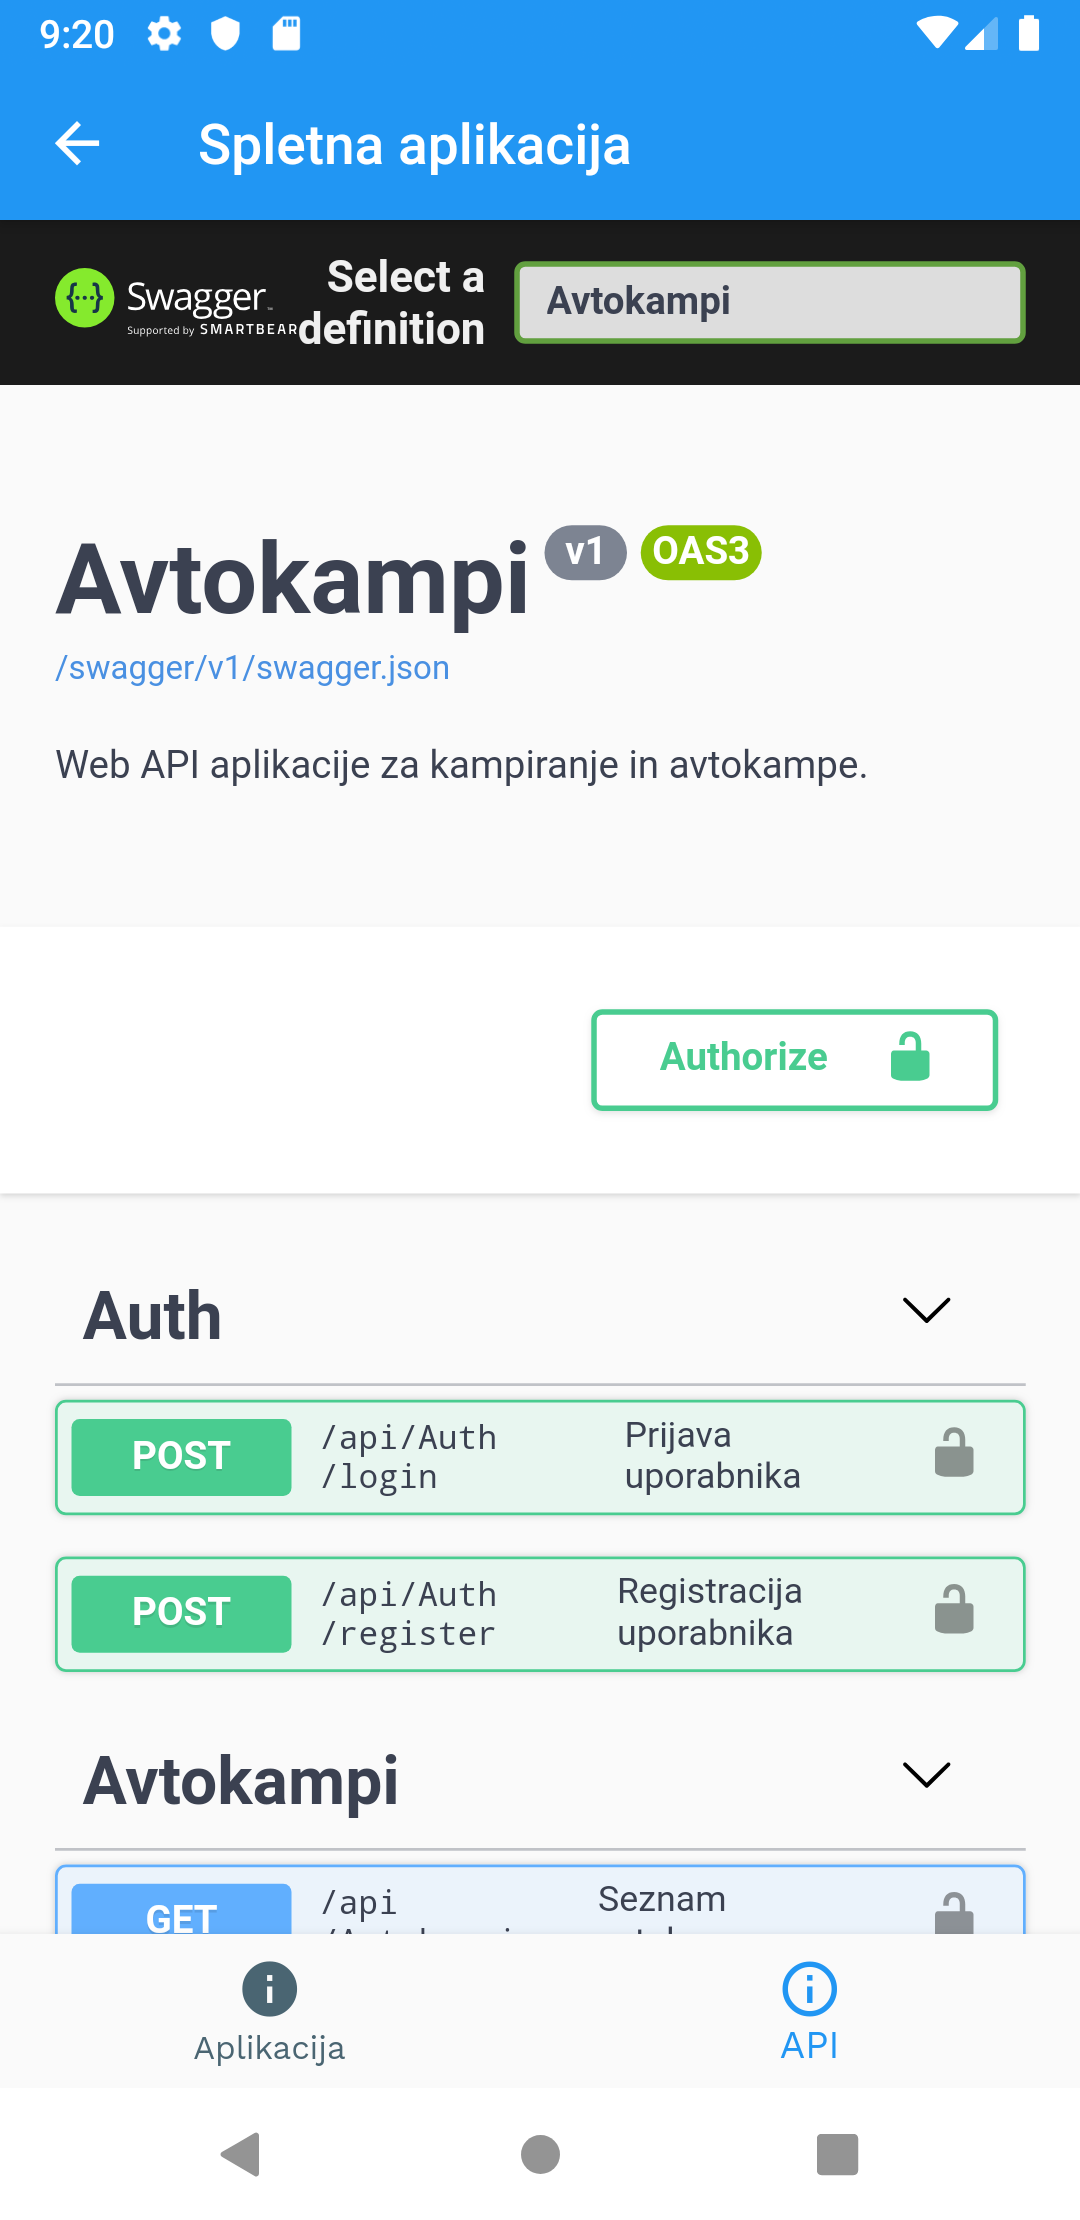 9:20
Spletna aplikacija
Swagger
Supported by SMARTBEAR
Select a
definition
Avtokampi
Avtokampi v1 OAS3
/swagger/v1/swagger.json
Web API aplikacije za kampiranje in avtokampe.
Authorize
Auth
POST
/api/Auth
/login
Prijava
uporabnika
POST
/api/Auth
/register
Registracija
uporabnika
Avtokampi
GET
/api
Seznam
Aplikacija
API